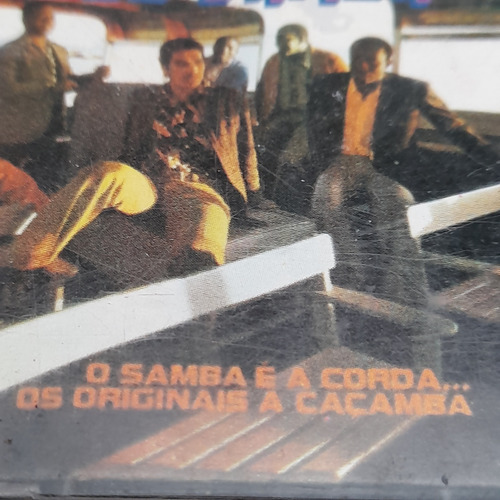 O SAMBA É A CORDA...
OS ORIGINAIS A CAÇAMBA